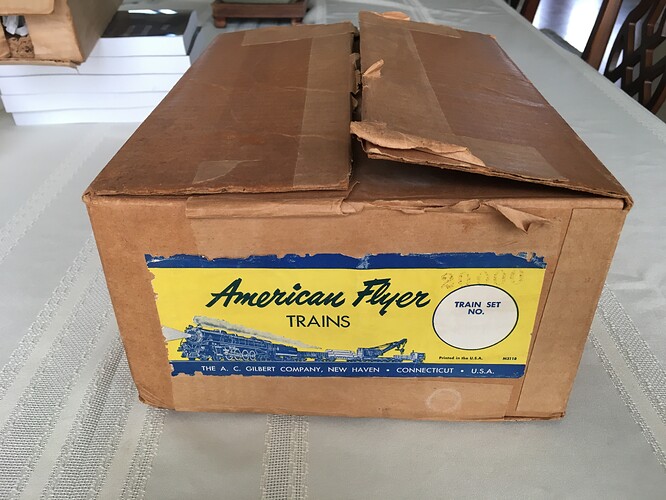 American Flyer
TRAINS
TRAIN SET
NO.
Printed in the U.S.A.
THE A. C. GILBERT COMPANY, NEW HAVEN • CONNECTICUT • U.S.A.